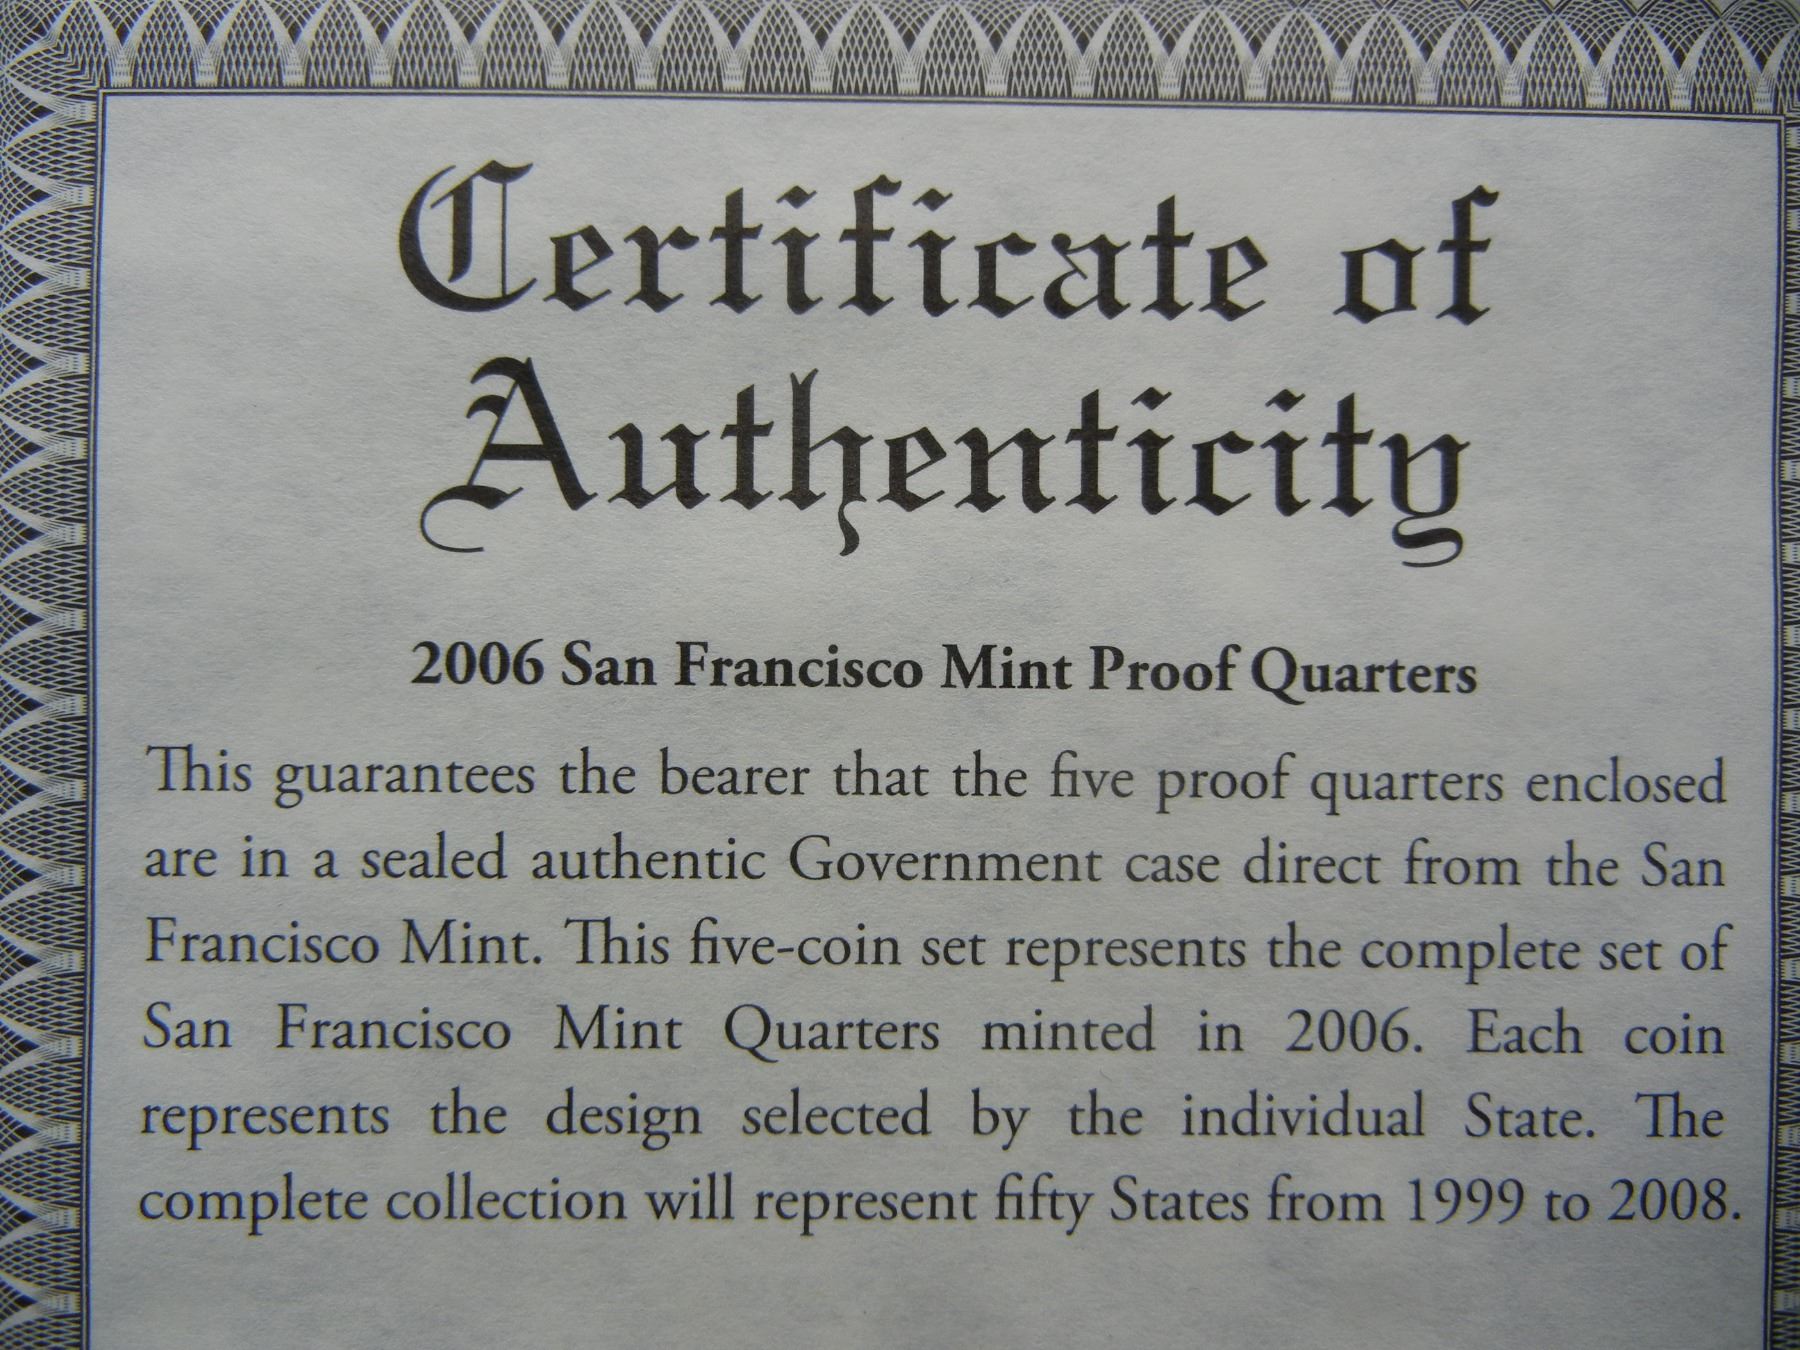 Certificate of
Authenticity
2006 San Francisco Mint Proof Quarters
This guarantees the bearer that the five proof quarters enclosed
are in a sealed authentic Government case direct from the San
Francisco Mint. This five-coin set represents the complete set of
San Francisco Mint Quarters minted in 2006. Each coin
represents the design selected by the individual State. The
complete collection will represent fifty States from 1999 to 2008.